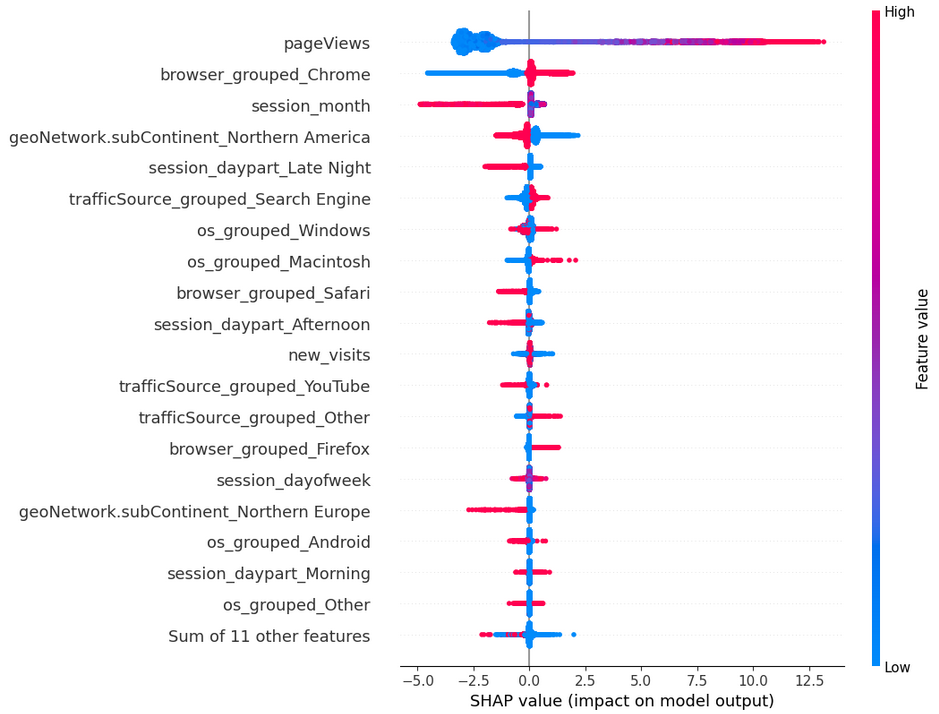 High
pageViews
browser_grouped_Chrome
session_month
geoNetwork.subContinent_Northern America
session_daypart_Late Night
trafficSource_grouped_Search Engine
os_grouped_Windows
os_grouped_Macintosh
browser_grouped_Safari
session_daypart_Afternoon
new_visits
trafficSource_grouped_YouTube
trafficSource_grouped_Other
browser_grouped_Firefox
session_dayofweek
geoNetwork.subContinent_Northern Europe
os_grouped_Android
session_daypart_Morning
os_grouped_Other
Sum of 11 other features
Feature value
Low
−5.0 −2.5 0.0 2.5 5.0 7.5 10.0 12.5
SHAP value (impact on model output)